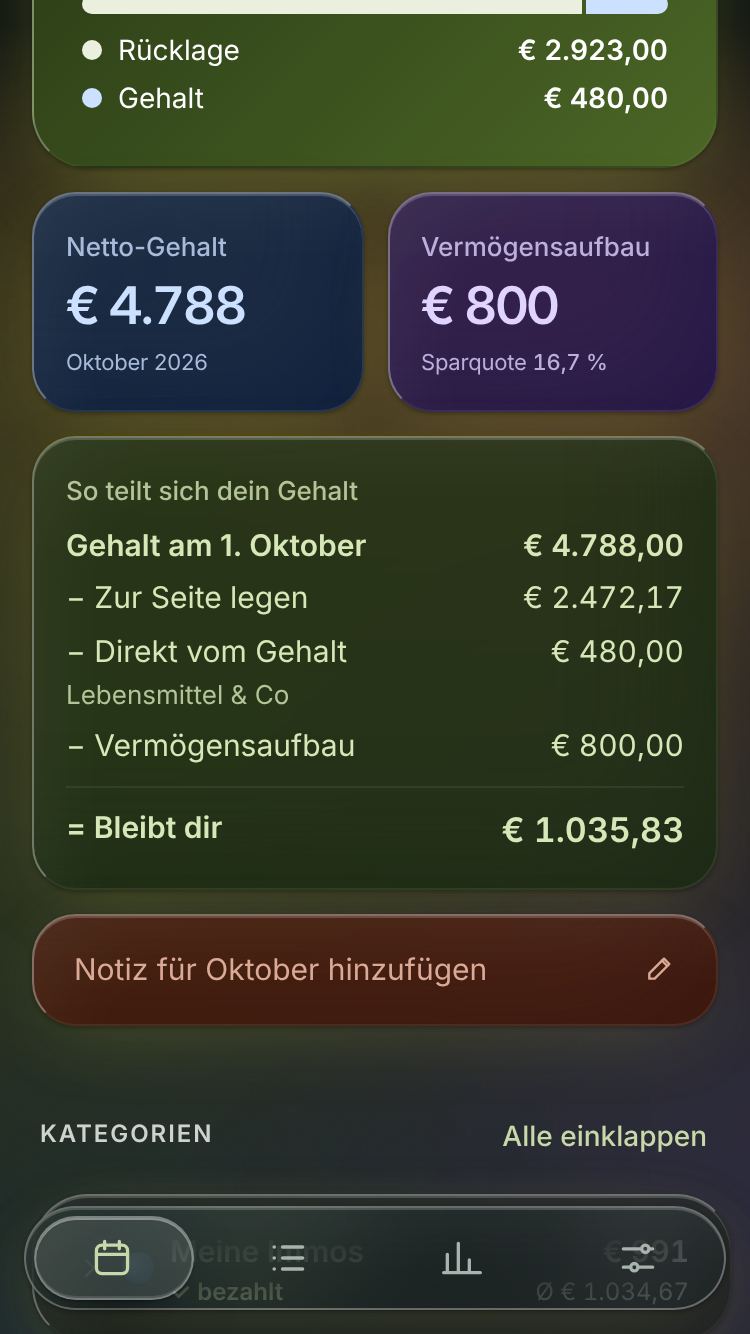 Rücklage € 2.923,00
Gehalt € 480,00
Netto-Gehalt
€ 4.788
Oktober 2026
Vermögensaufbau
€ 800
Sparquote 16,7 %
So teilt sich dein Gehalt
Gehalt am 1. Oktober € 4.788,00
− Zur Seite legen € 2.472,17
− Direkt vom Gehalt € 480,00
Lebensmittel & Co
− Vermögensaufbau € 800,00
= Bleibt dir € 1.035,83
Notiz für Oktober hinzufügen
KATEGORIEN Alle einklappen
Meine
bezahlt Ø € 1.034,67